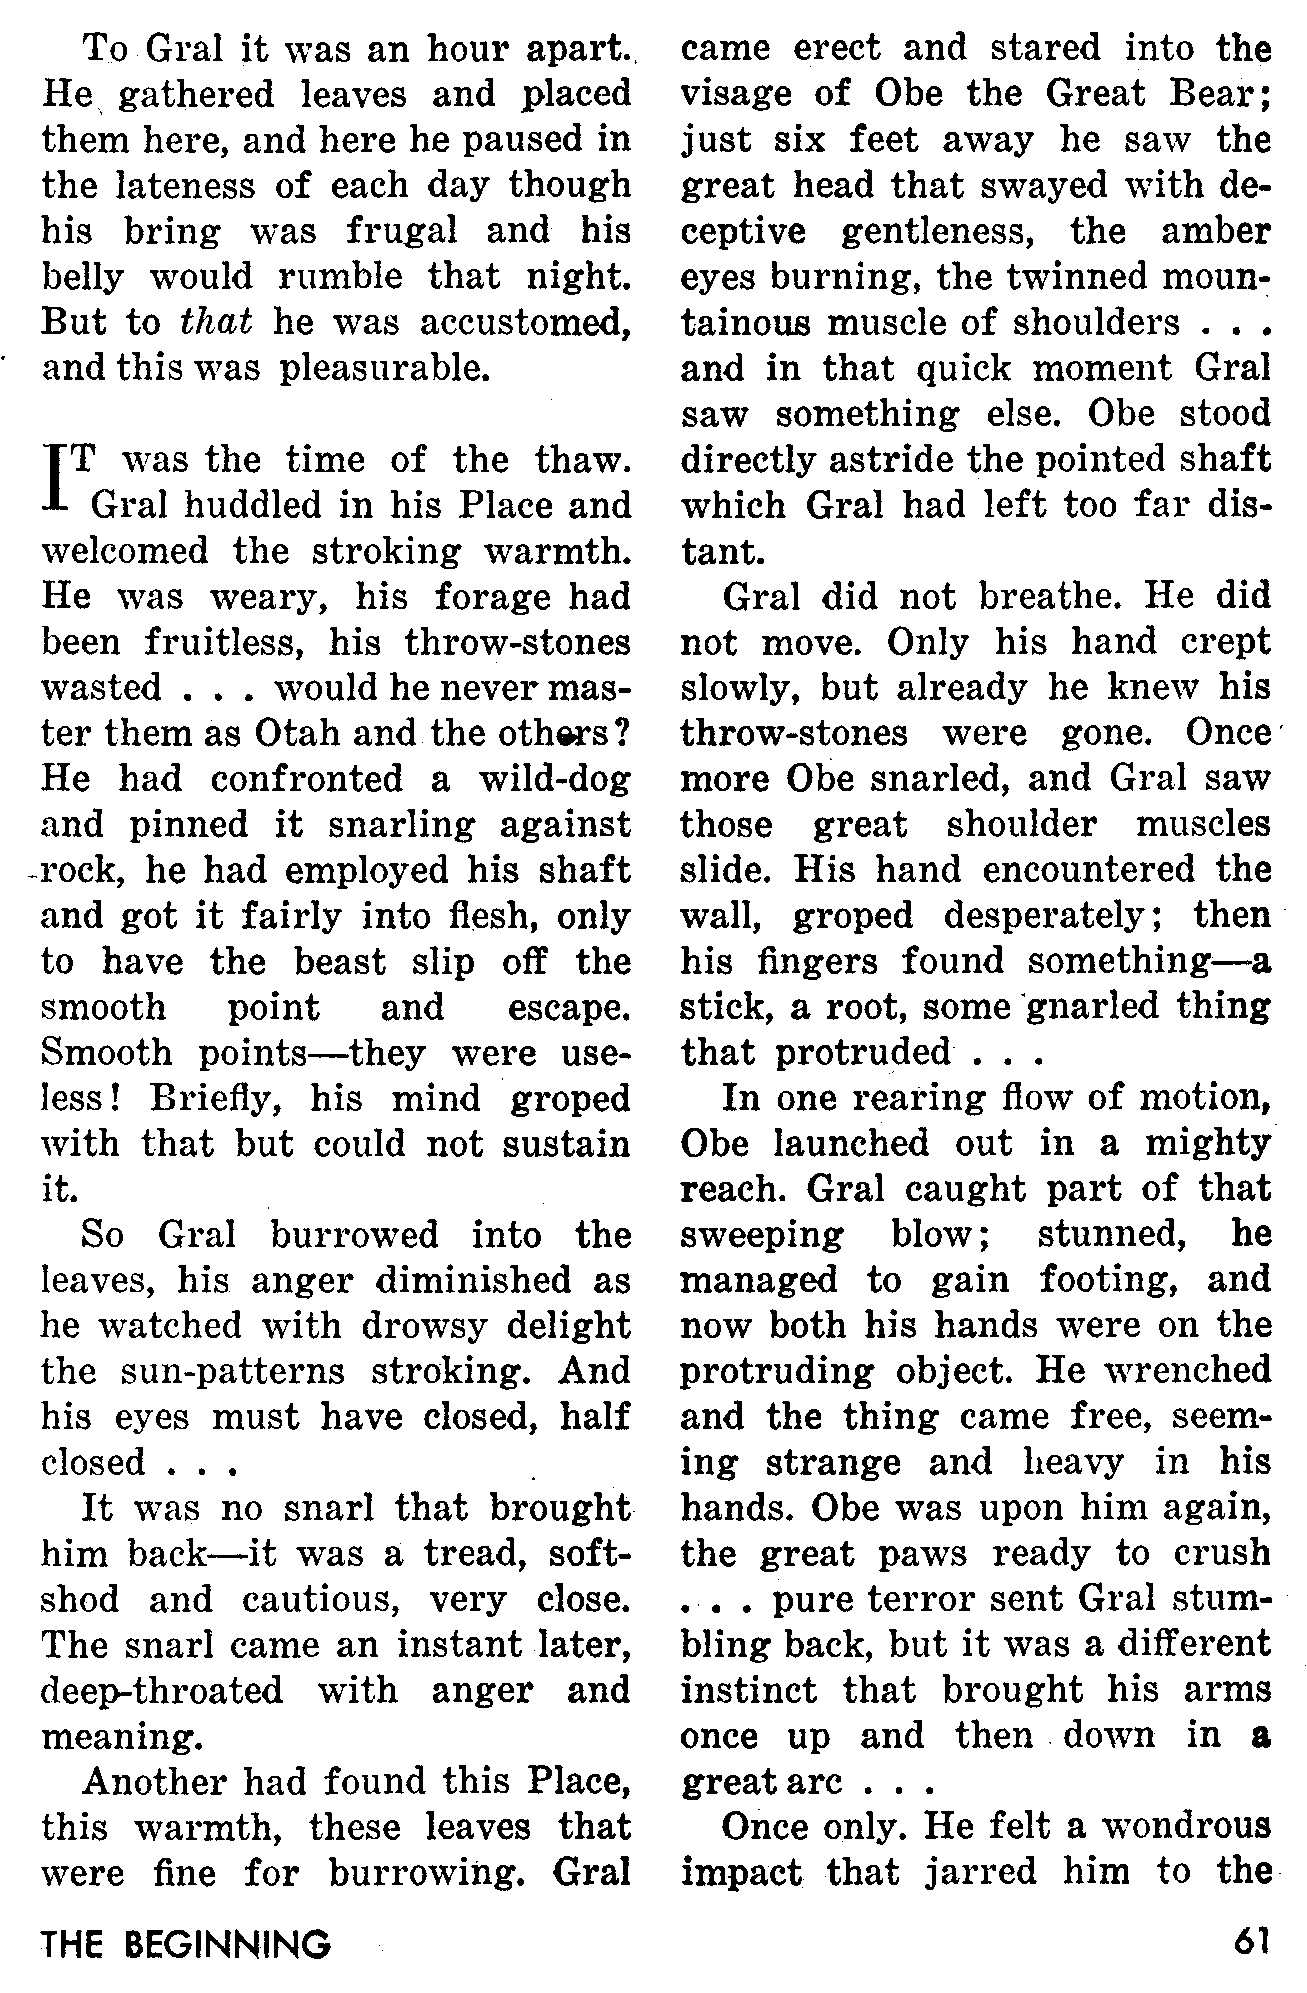 To Gral it was an hour apart.
He gathered leaves and placed
them here, and here he paused in
the lateness of each day though
his bring was frugal and his
belly would rumble that night.
But to that he was accustomed,
and this was pleasurable.
IT was the time of the thaw.
Gral huddled in his Place and
welcomed the stroking warmth.
He was weary, his forage had
been fruitless, his throw-stones
wasted . . . would he never mas-
ter them as Otah and the others?
He had confronted a wild-dog
and pinned it snarling against
rock, he had employed his shaft
and got it fairly into flesh, only
to have the beast slip off the
smooth point and escape.
Smooth points—they were use-
less! Briefly, his mind groped
with that but could not sustain
it.
So Gral burrowed into the
leaves, his anger diminished as
he watched with drowsy delight
the sun-patterns stroking. And
his eyes must have closed, half
closed . . .
It was no snarl that brought
him back—it was a tread, soft-
shod and cautious, very close.
The snarl came an instant later,
deep-throated with anger and
meaning.
Another had found this Place,
this warmth, these leaves that
were fine for burrowing. Gral
came erect and stared into the
visage of Obe the Great Bear;
just six feet away he saw the
great head that swayed with de-
ceptive gentleness, the amber
eyes burning, the twinned moun-
tainous muscle of shoulders . . .
and in that quick moment Gral
saw something else. Obe stood
directly astride the pointed shaft
which Gral had left too far dis-
tant.
Gral did not breathe. He did
not move. Only his hand crept
slowly, but already he knew his
throw-stones were gone. Once
more Obe snarled, and Gral saw
those great shoulder muscles
slide. His hand encountered the
wall, groped desperately; then
his fingers found something—a
stick, a root, some gnarled thing
that protruded . . .
In one rearing flow of motion,
Obe launched out in a mighty
reach. Gral caught part of that
sweeping blow; stunned, he
managed to gain footing, and
now both his hands were on the
protruding object. He wrenched
and the thing came free, seem-
ing strange and heavy in his
hands. Obe was upon him again,
the great paws ready to crush
. . . pure terror sent Gral stum-
bling back, but it was a different
instinct that brought his arms
once up and then down in a
great arc . . .
Once only. He felt a wondrous
impact that jarred him to the
THE BEGINNING
61